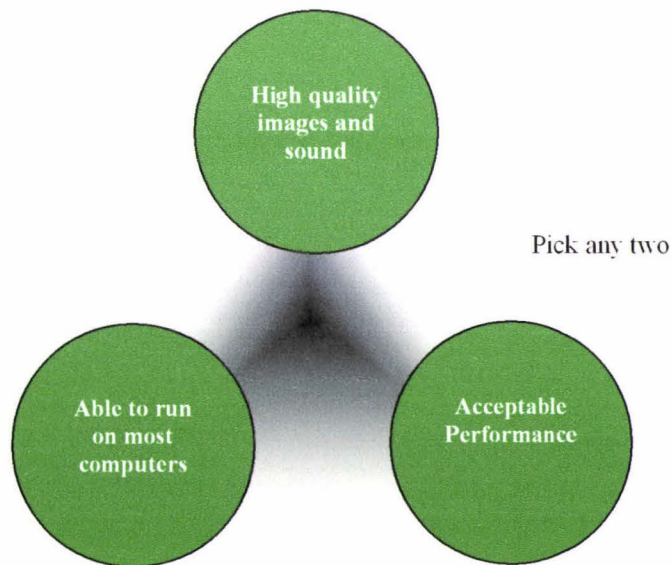 High quality
images and
sound
Pick any two
Able to run
on most
computers
Acceptable
Performance